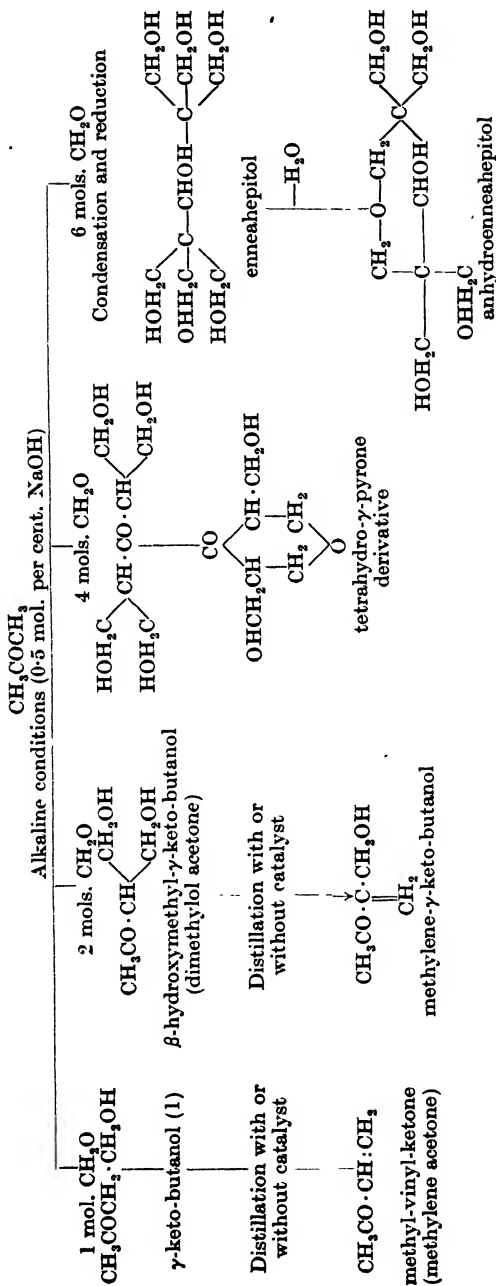 CH₃COCH₃
Alkaline conditions (0·5 mol. per cent. NaOH)
1 mol. CH₂O
CH₃COCH₂·CH₂OH
γ-keto-butanol (1)
Distillation with or
without catalyst
CH₃CO·CH:CH₂
methyl-vinyl-ketone
(methylene acetone)
2 mols. CH₂O
CH₂OH
CH₃CO·CH
CH₂OH
β-hydroxymethyl-γ-keto-butanol
(dimethylol acetone)
Distillation with or
without catalyst
CH₃CO·C·CH₂OH
CH₂
methylene-γ-keto-butanol
4 mols. CH₂O
HOH₂C CH₂OH
CH·CO·CH
HOH₂C CH₂OH
CO
OHCH₂CH CH·CH₂OH
CH₂ CH₂
O
tetrahydro-γ-pyrone
derivative
6 mols. CH₂O
Condensation and reduction
HOH₂C CH₂OH
OHH₂C—C—CHOH—C—CH₂OH
HOH₂C CH₂OH
enneahepitol
—H₂O
CH₂—O—CH₂ CH₂OH
HOH₂C C—CHOH—C CH₂OH
OHH₂C
anhydroenneahepitol